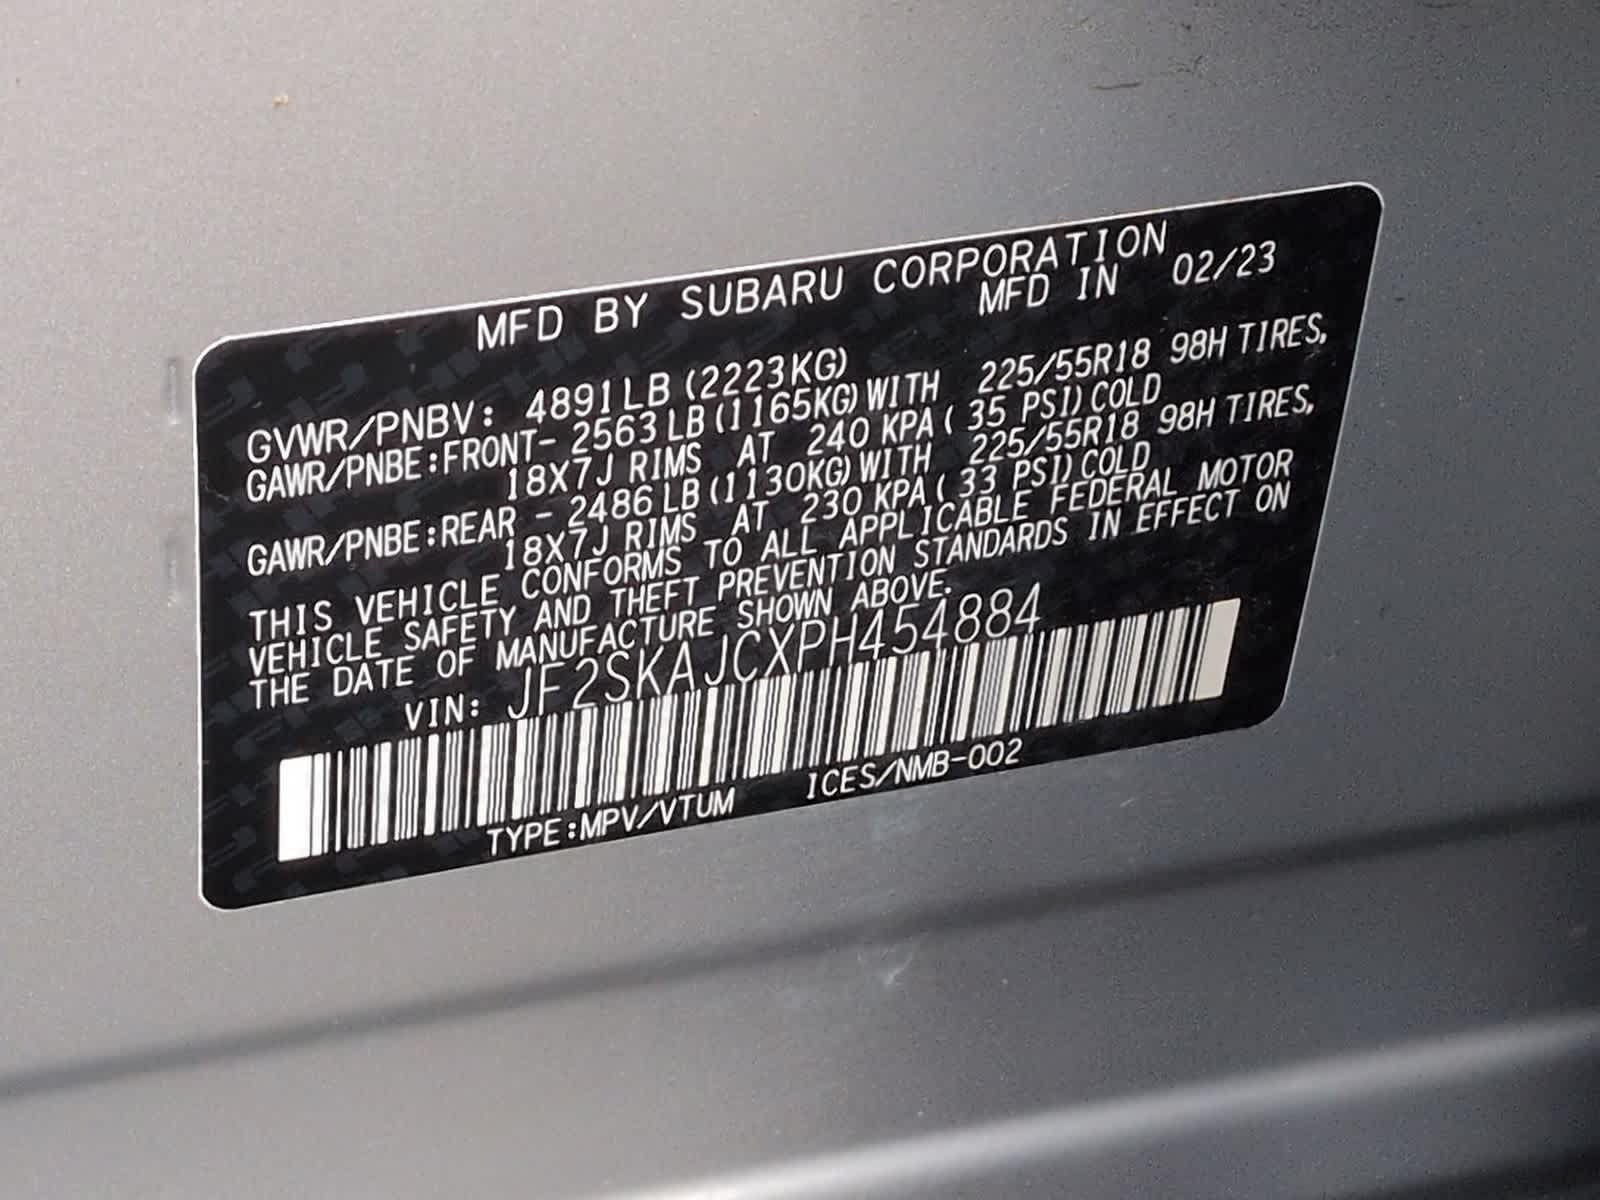 MFD BY SUBARU CORPORATION
MFD IN 02/23
GVWR/PNBV: 4891LB (2223KG)
GAWR/PNBE:FRONT- 2563LB (1165KG) WITH 225/55R18 98H TIRES,
18X7J RIMS AT 240 KPA ( 35 PSI) COLD
GAWR/PNBE:REAR - 2486LB (1130KG) WITH 225/55R18 98H TIRES,
18X7J RIMS AT 230 KPA ( 33 PSI) COLD
THIS VEHICLE CONFORMS TO ALL APPLICABLE FEDERAL MOTOR
VEHICLE SAFETY AND THEFT PREVENTION STANDARDS IN EFFECT ON
THE DATE OF MANUFACTURE SHOWN ABOVE.
VIN: JF2SKAJCXPH454884
TYPE:MPV/VTUM ICES/NMB-002